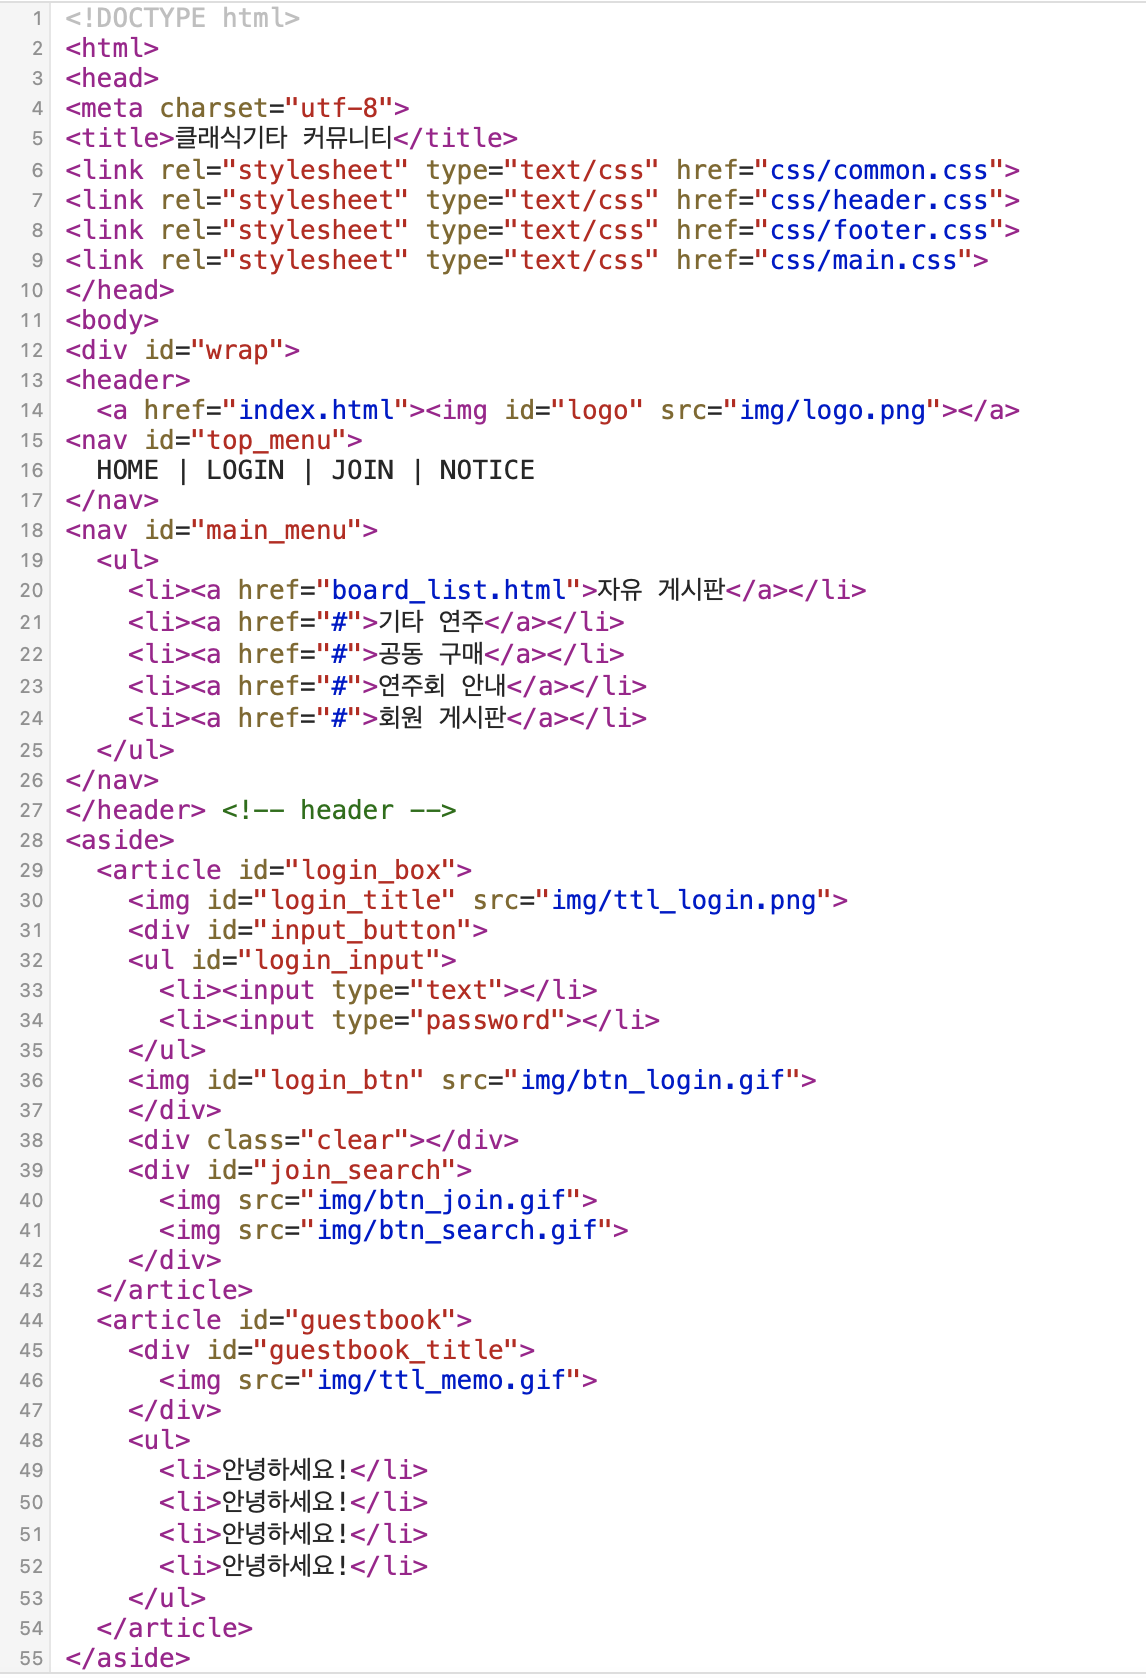 1 <!DOCTYPE html>
2 <html>
3 <head>
4 <meta charset="utf-8">
5 <title>클래식기타 커뮤니티</title>
6 <link rel="stylesheet" type="text/css" href="css/common.css">
7 <link rel="stylesheet" type="text/css" href="css/header.css">
8 <link rel="stylesheet" type="text/css" href="css/footer.css">
9 <link rel="stylesheet" type="text/css" href="css/main.css">
10 </head>
11 <body>
12 <div id="wrap">
13 <header>
14   <a href="index.html"><img id="logo" src="img/logo.png"></a>
15 <nav id="top_menu">
16   HOME | LOGIN | JOIN | NOTICE
17 </nav>
18 <nav id="main_menu">
19   <ul>
20     <li><a href="board_list.html">자유 게시판</a></li>
21     <li><a href="#">기타 연주</a></li>
22     <li><a href="#">공동 구매</a></li>
23     <li><a href="#">연주회 안내</a></li>
24     <li><a href="#">회원 게시판</a></li>
25   </ul>
26 </nav>
27 </header> <!-- header -->
28 <aside>
29   <article id="login_box">
30     <img id="login_title" src="img/ttl_login.png">
31     <div id="input_button">
32     <ul id="login_input">
33       <li><input type="text"></li>
34       <li><input type="password"></li>
35     </ul>
36     <img id="login_btn" src="img/btn_login.gif">
37     </div>
38     <div class="clear"></div>
39     <div id="join_search">
40       <img src="img/btn_join.gif">
41       <img src="img/btn_search.gif">
42     </div>
43   </article>
44   <article id="guestbook">
45     <div id="guestbook_title">
46       <img src="img/ttl_memo.gif">
47     </div>
48     <ul>
49       <li>안녕하세요!</li>
50       <li>안녕하세요!</li>
51       <li>안녕하세요!</li>
52       <li>안녕하세요!</li>
53     </ul>
54   </article>
55 </aside>